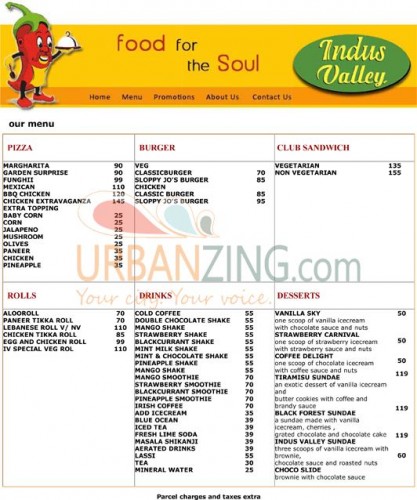 Food for
the Soul
Indus
Valley
Home Menu Promotions About Us Contact Us
our menu
PIZZA
MARGHARITA 90
GARDEN SURPRISE 90
FUNGHII 99
MEXICAN 110
BBQ CHICKEN 120
CHICKEN EXTRAVAGANZA 145
EXTRA TOPPING
BABY CORN 25
CORN 25
JALAPENO 25
MUSHROOM 25
OLIVES 25
PANEER 35
CHICKEN 35
PINEAPPLE 35
BURGER
VEG
CLASSICBURGER 70
SLOPPY JO'S BURGER 85
CHICKEN
CLASSIC BURGER 85
SLOPPY JO'S BURGER 95
CLUB SANDWICH
VEGETARIAN 135
NON VEGETARIAN 155
URBANZING.com
Your city. Your voice.
ROLLS
ALOOROLL 70
PANEER TIKKA ROLL 70
LEBANESE ROLL V/ NV 110
CHICKEN TIKKA ROLL 85
EGG AND CHICKEN ROLL 99
IV SPECIAL VEG ROL 110
DRINKS
COLD COFFEE 55
DOUBLE CHOCOLATE SHAKE 55
MANGO SHAKE 55
STRAWBERRY SHAKE 55
BLACKCURRANT SHAKE 55
MINT MILK SHAKE 55
MINT & CHOCOLATE SHAKE 55
PINEAPPLE SHAKE 55
MANGO SHAKE 55
MANGO SMOOTHIE 70
STRAWBERRY SMOOTHIE 70
BLACKCURRANT SMOOTHIE 70
PINEAPPLE SMOOTHIE 70
IRISH COFFEE 70
ADD ICECREAM 35
BLUE OCEAN 39
ICED TEA 39
FRESH LIME SODA 39
MASALA SHIKANJI 39
AERATED DRINKS 39
LASSI 55
TEA 30
MINERAL WATER 25
DESSERTS
VANILLA SKY 50
one scoop of vanilla icecream
with chocolate sauce and nuts
STRAWBERRY CARNIVAL
one scoop of strawberry 50
with strawberry sauce and nuts
COFFEE DELIGHT
one scoop of chocolate icecream 50
with coffee sauce and nuts
TIRAMISU SUNDAE 119
an exotic dessert of vanilla icecream
and
butter cookies with coffee and
brandy sauce
BLACK FOREST SUNDAE 119
a sundae made with vanilla
icecream, cherries ,
grated chocolate and chocolate cake 119
INDUS VALLEY SUNDAE
three scoops of vanilla icecream with
brownie, 60
chocolate sauce and roasted nuts
CHOCO SLIDE
brownie with chocolate sauce
Parcel charges and taxes extra